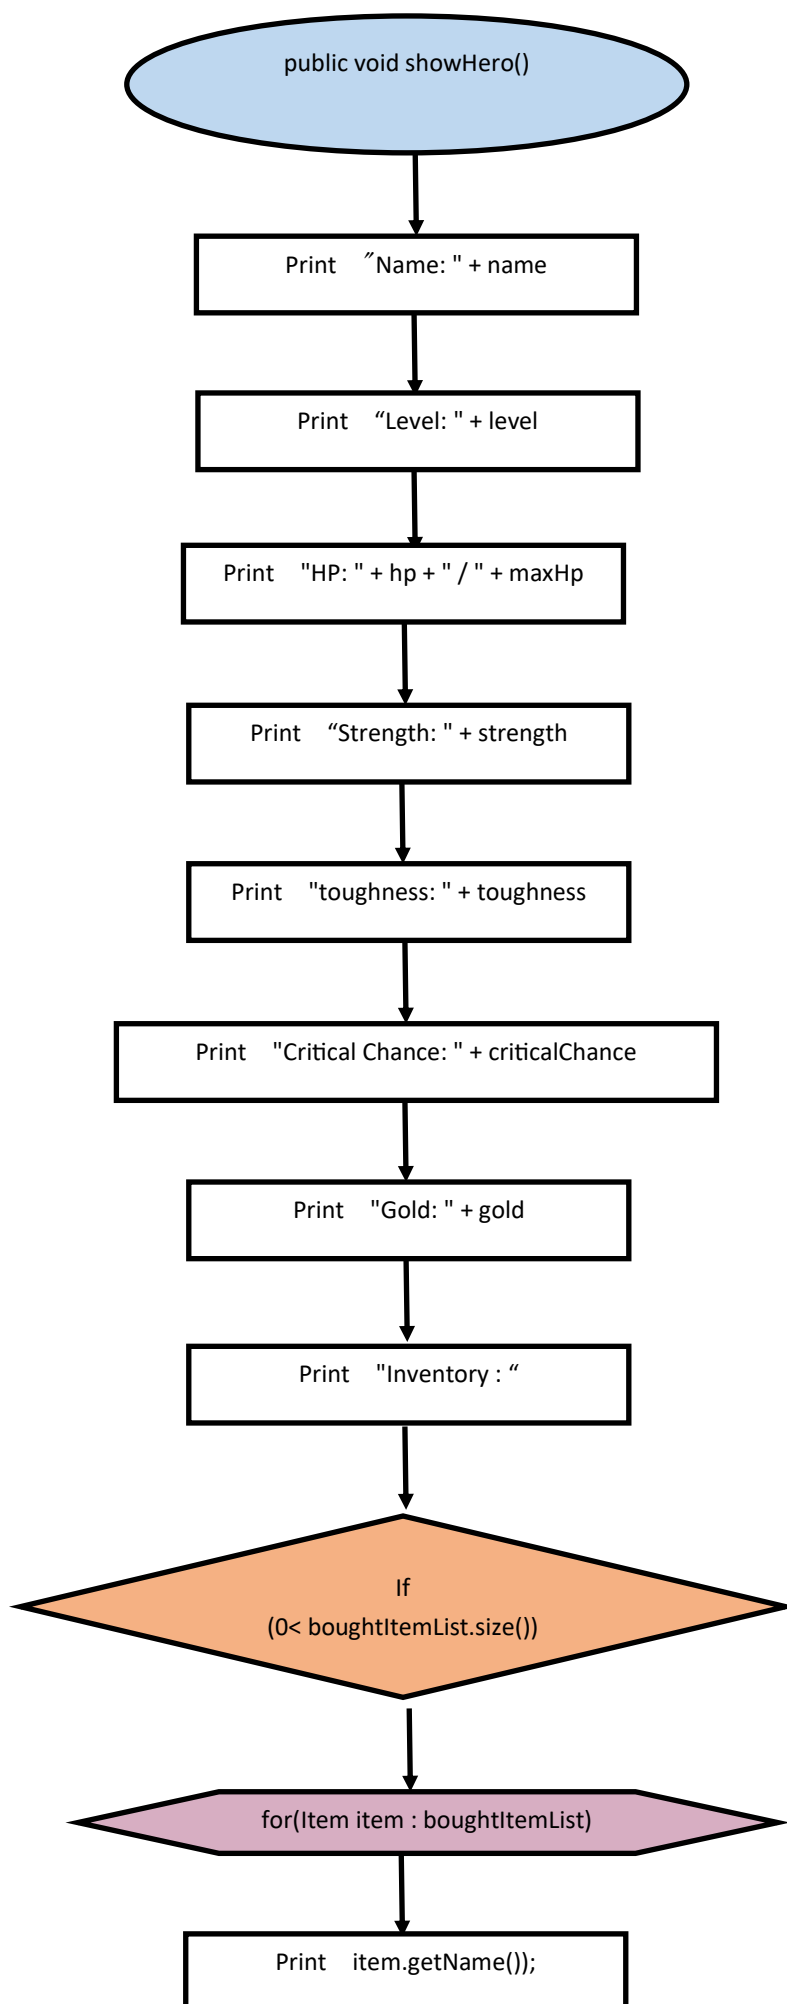 public void showHero()
Print    ″Name: " + name
Print    “Level: " + level
Print    "HP: " + hp + " / " + maxHp
Print    “Strength: " + strength
Print    "toughness: " + toughness
Print    "Critical Chance: " + criticalChance
Print    "Gold: " + gold
Print    "Inventory : “
If
(0< boughtItemList.size())
for(Item item : boughtItemList)
Print    item.getName());